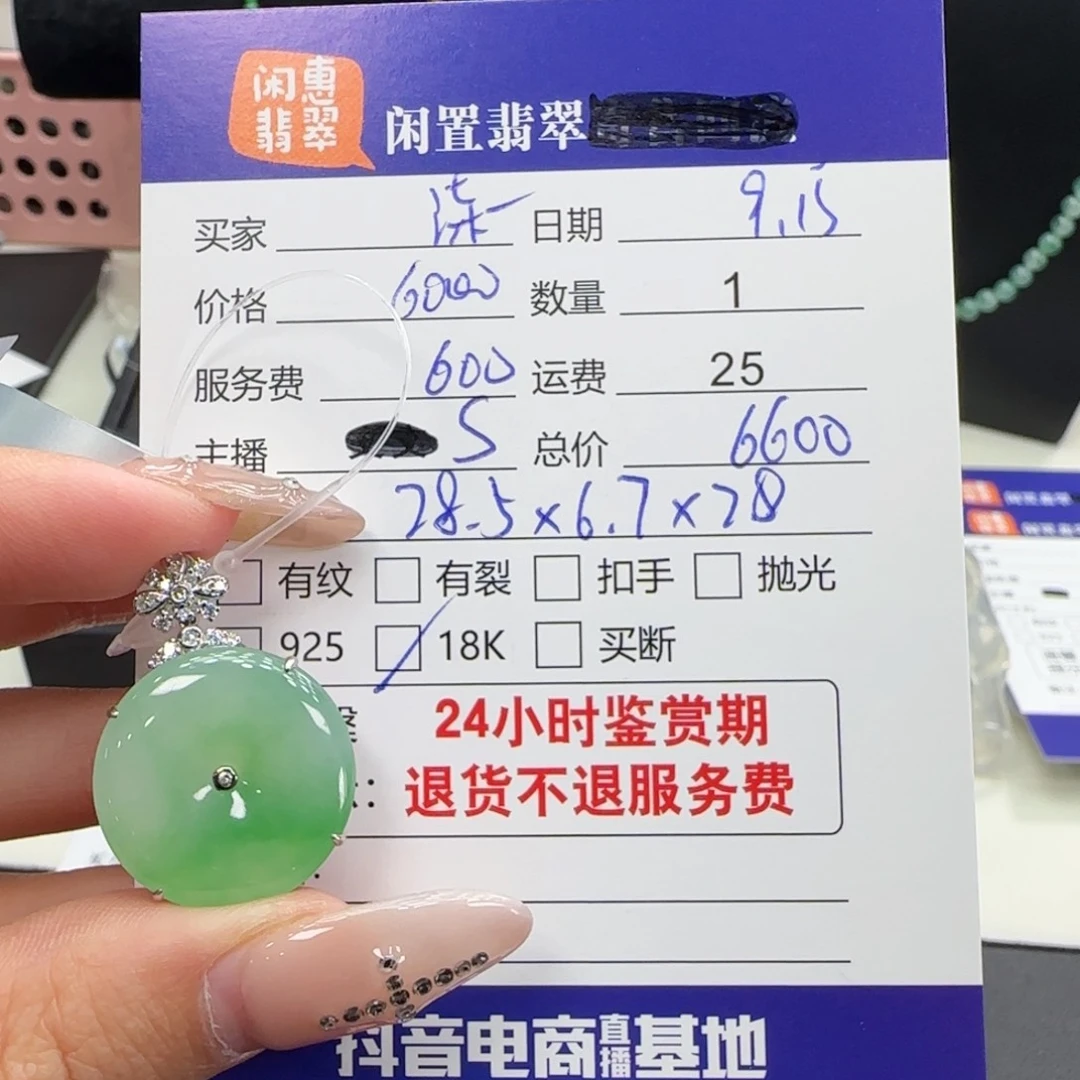 闲惠
翡翠
闲置翡翠
买家 柒一 日期 9.15
价格 6000 数量 1
服务费 600 运费 25
主播 S 总价 6600
28.5×6.7×28
有纹 有裂 扣手 抛光
925 18K 买断
24小时鉴赏期
退货不退服务费
抖音电商直播基地